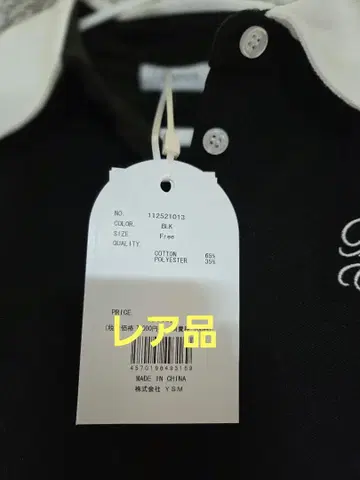 NO. 112521013
COLOR. BLK
SIZE. Free
QUALITY.
COTTON 65%
POLYESTER 35%
PRICE
レア品
4570196493169
MADE IN CHINA
株式会社 YSM